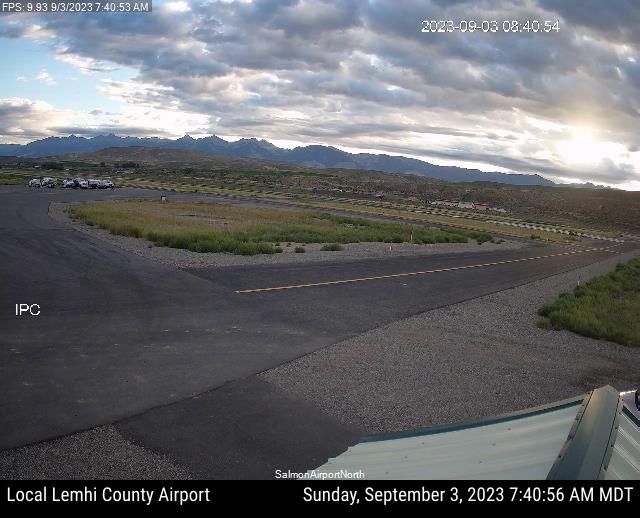 FPS: 9.93 9/3/2023 7:40:53 AM
2023-09-03 08:40:54
IPC
SalmonAirportNorth
Local Lemhi County Airport Sunday, September 3, 2023 7:40:56 AM MDT